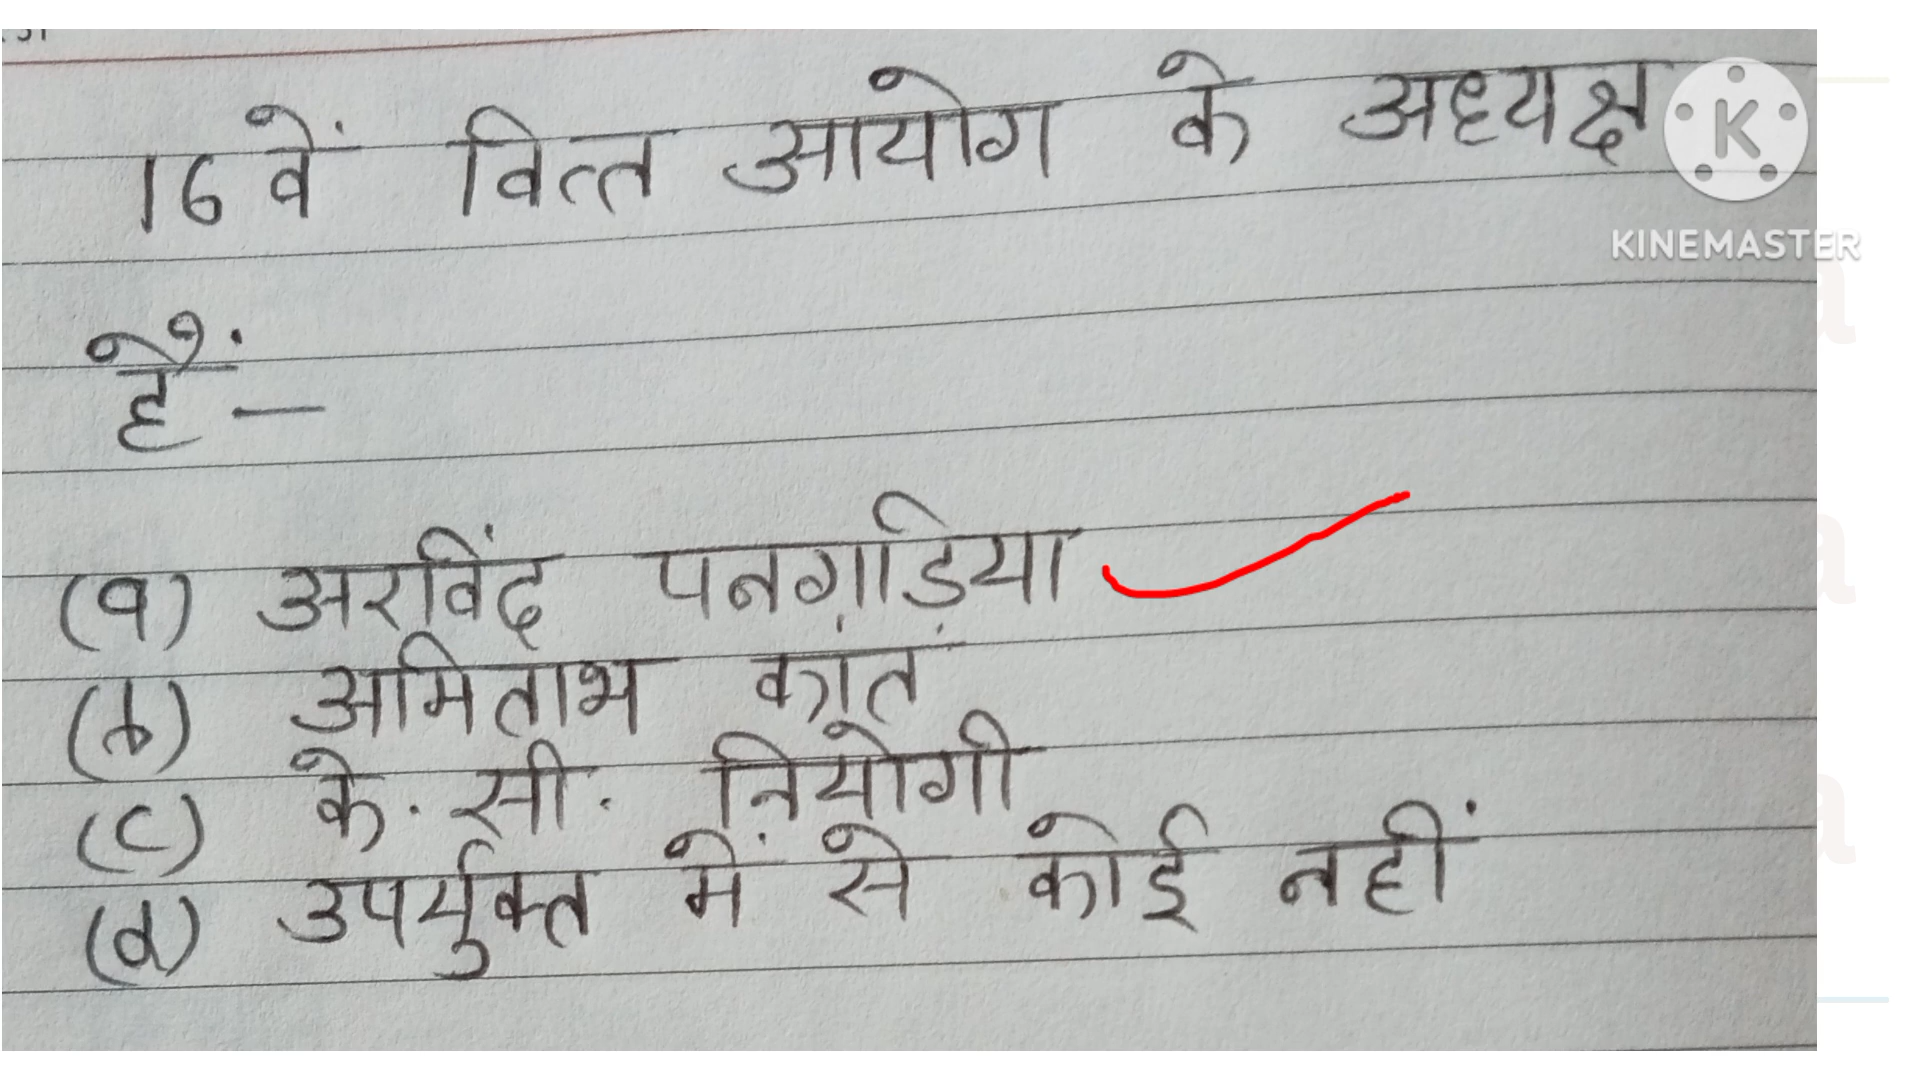 16वें वित्त आयोग के अध्यक्ष
K
KINEMASTER
हैं –
(a) अरविंद पनगड़िया
(b) अमिताभ कांत
(c) के. सी. नियोगी
(d) उपर्युक्त में से कोई नहीं